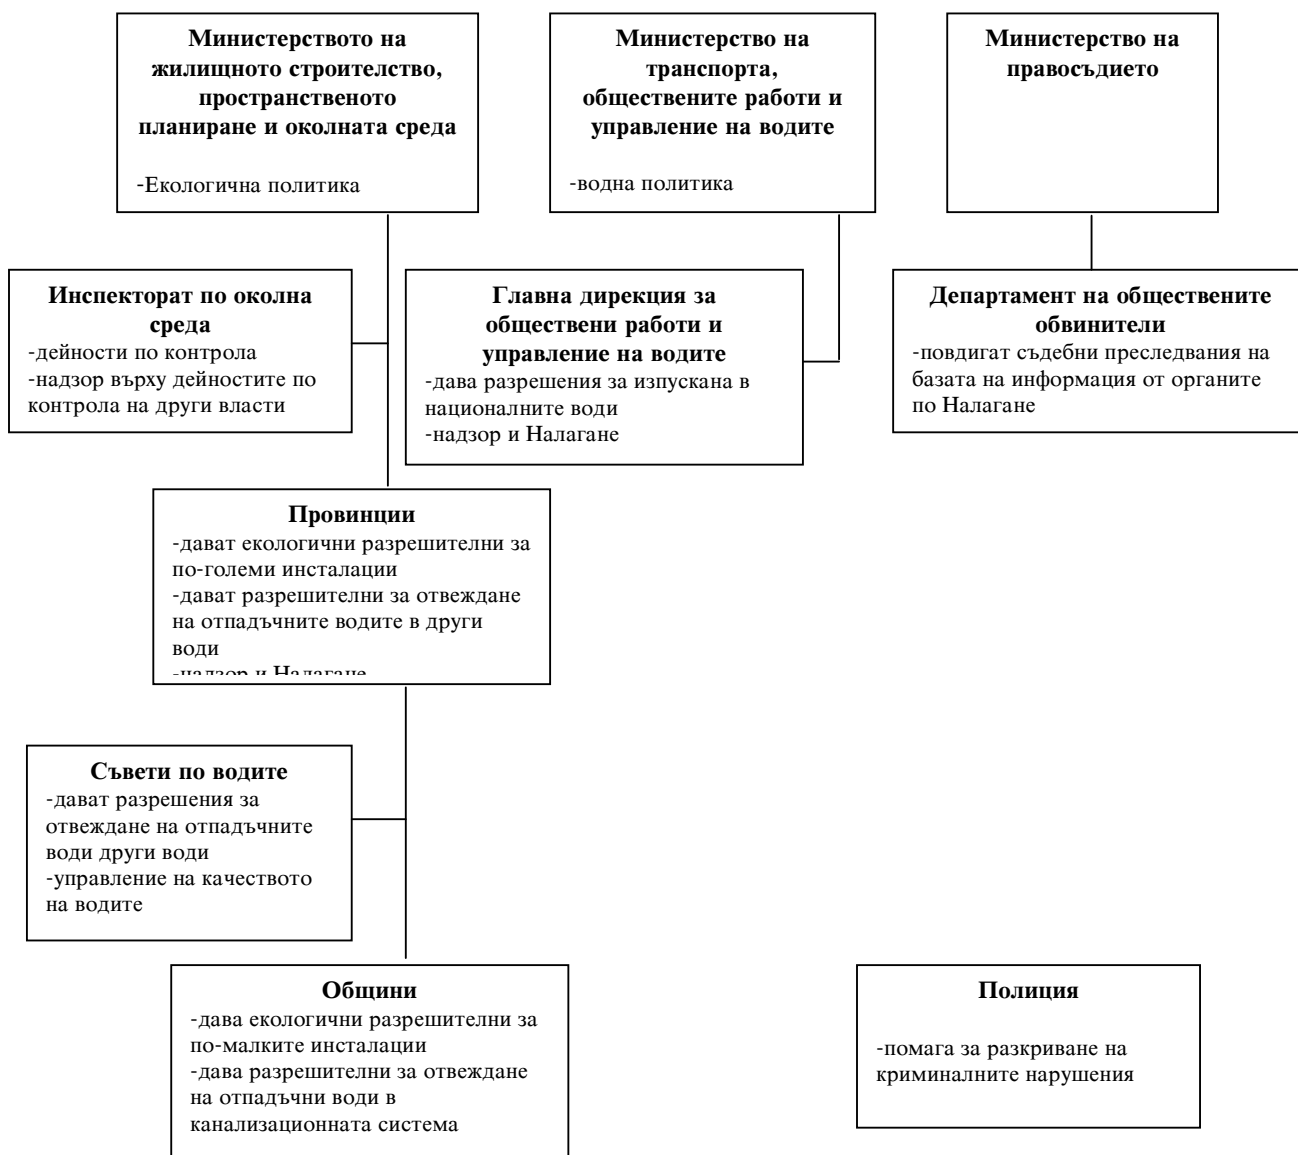 Министерството на
жилищното строителство,
пространственото
планиране и околната среда
-Екологична политика
Министерство на
транспорта,
обществените работи и
управление на водите
-водна политика
Министерство на
правосъдието
Инспекторат по околна
среда
-дейности по контрола
-надзор върху дейностите по
контрола на други власти
Главна дирекция за
обществени работи и
управление на водите
-дава разрешения за изпускана в
националните води
-надзор и Налагане
Департамент на обществените
обвинители
-повдигат съдебни преследвания на
базата на информация от органите
по Налагане
Провинции
-дават екологични разрешителни за
по-големи инсталации
-дават разрешителни за отвеждане
на отпадъчните водите в други
води
-надзор и Налагане
Съвети по водите
-дават разрешения за
отвеждане на отпадъчните
води други води
-управление на качеството
на водите
Общини
-дава екологични разрешителни за
по-малките инсталации
-дава разрешителни за отвеждане
на отпадъчни води в
канализационната система
Полиция
-помага за разкриване на
криминалните нарушения